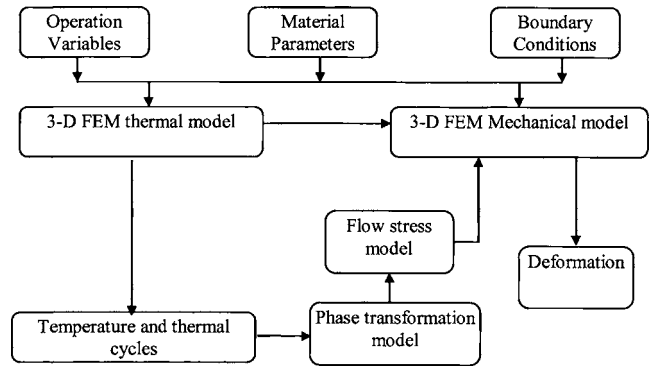 Operation
Variables
Material
Parameters
Boundary
Conditions
3-D FEM thermal model
3-D FEM Mechanical model
Flow stress
model
Deformation
Temperature and thermal
cycles
Phase transformation
model